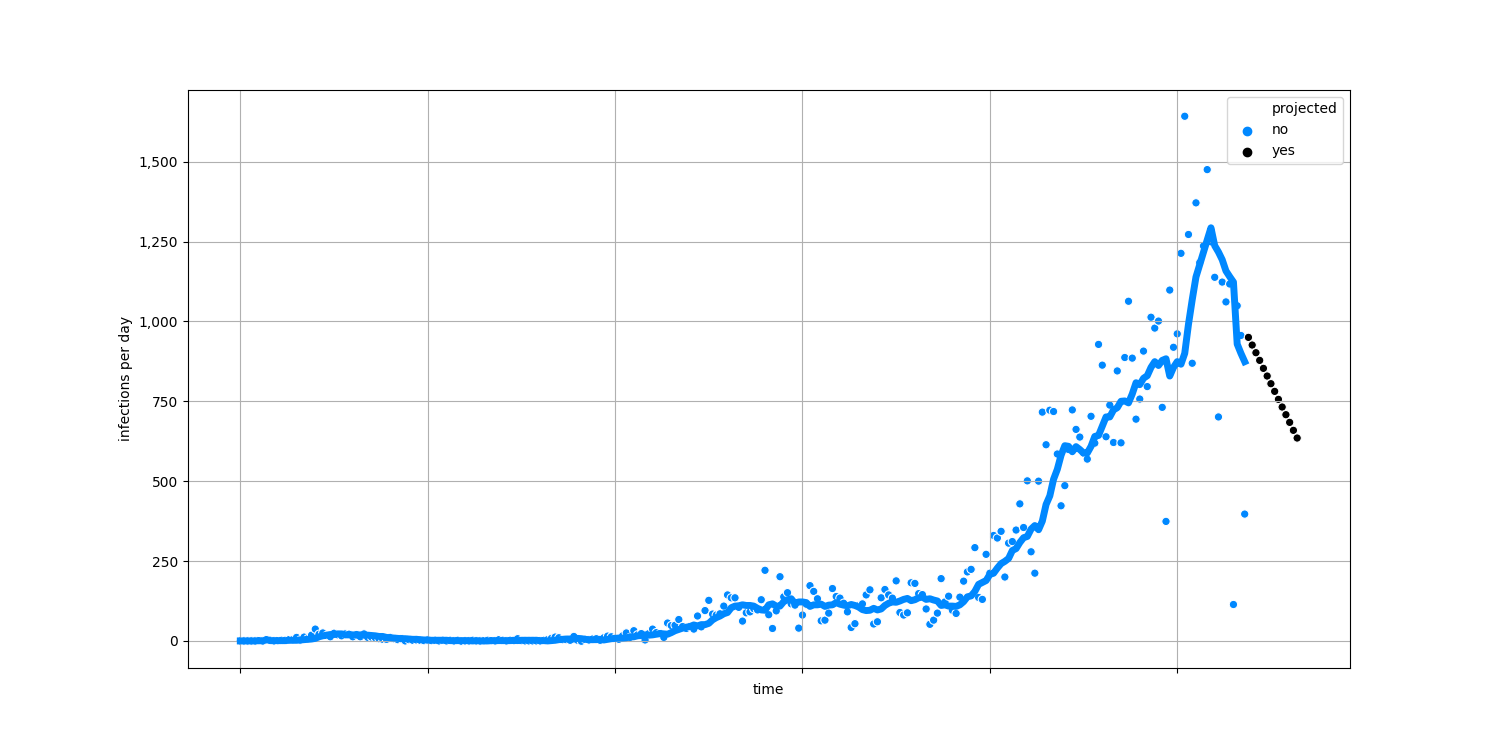 projected
no
yes
1,500
1,250
1,000
750
500
250
0
infections per day
time